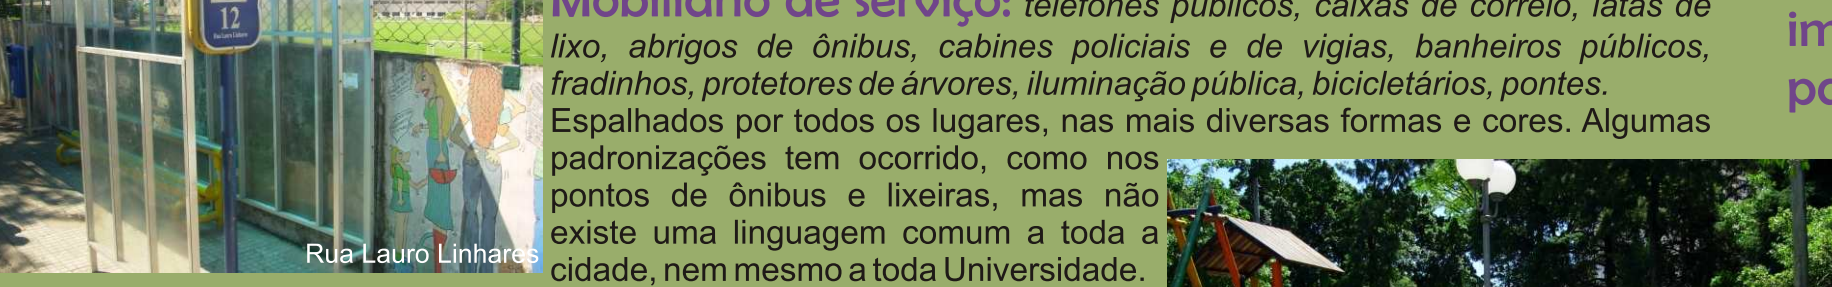 Mobiliário de serviço: telefones públicos, caixas de correio, latas de
lixo, abrigos de ônibus, cabines policiais e de vigias, banheiros públicos,
fradinhos, protetores de árvores, iluminação pública, bicicletários, pontes.
Espalhados por todos os lugares, nas mais diversas formas e cores. Algumas
padronizações tem ocorrido, como nos
pontos de ônibus e lixeiras, mas não
existe uma linguagem comum a toda a
cidade, nem mesmo a toda Universidade.
12
Rua Lauro Linhares